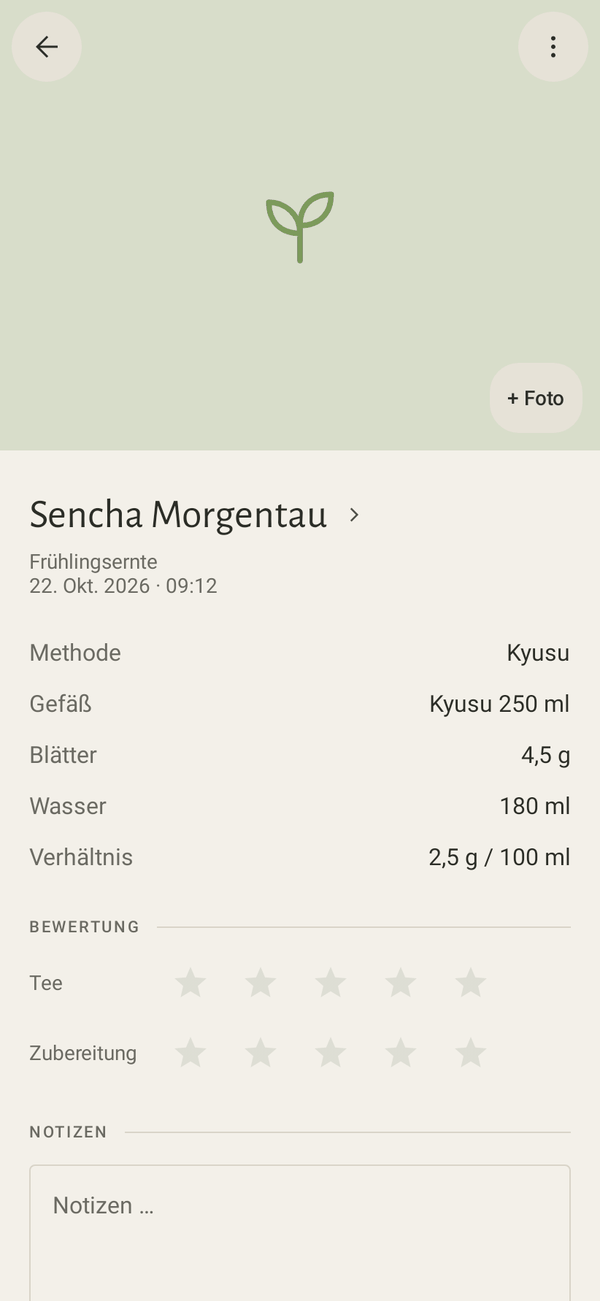 + Foto
Sencha Morgentau
Frühlingsernte
22. Okt. 2026 · 09:12
Methode Kyusu
Gefäß Kyusu 250 ml
Blätter 4,5 g
Wasser 180 ml
Verhältnis 2,5 g / 100 ml
BEWERTUNG
Tee
Zubereitung
NOTIZEN
Notizen …